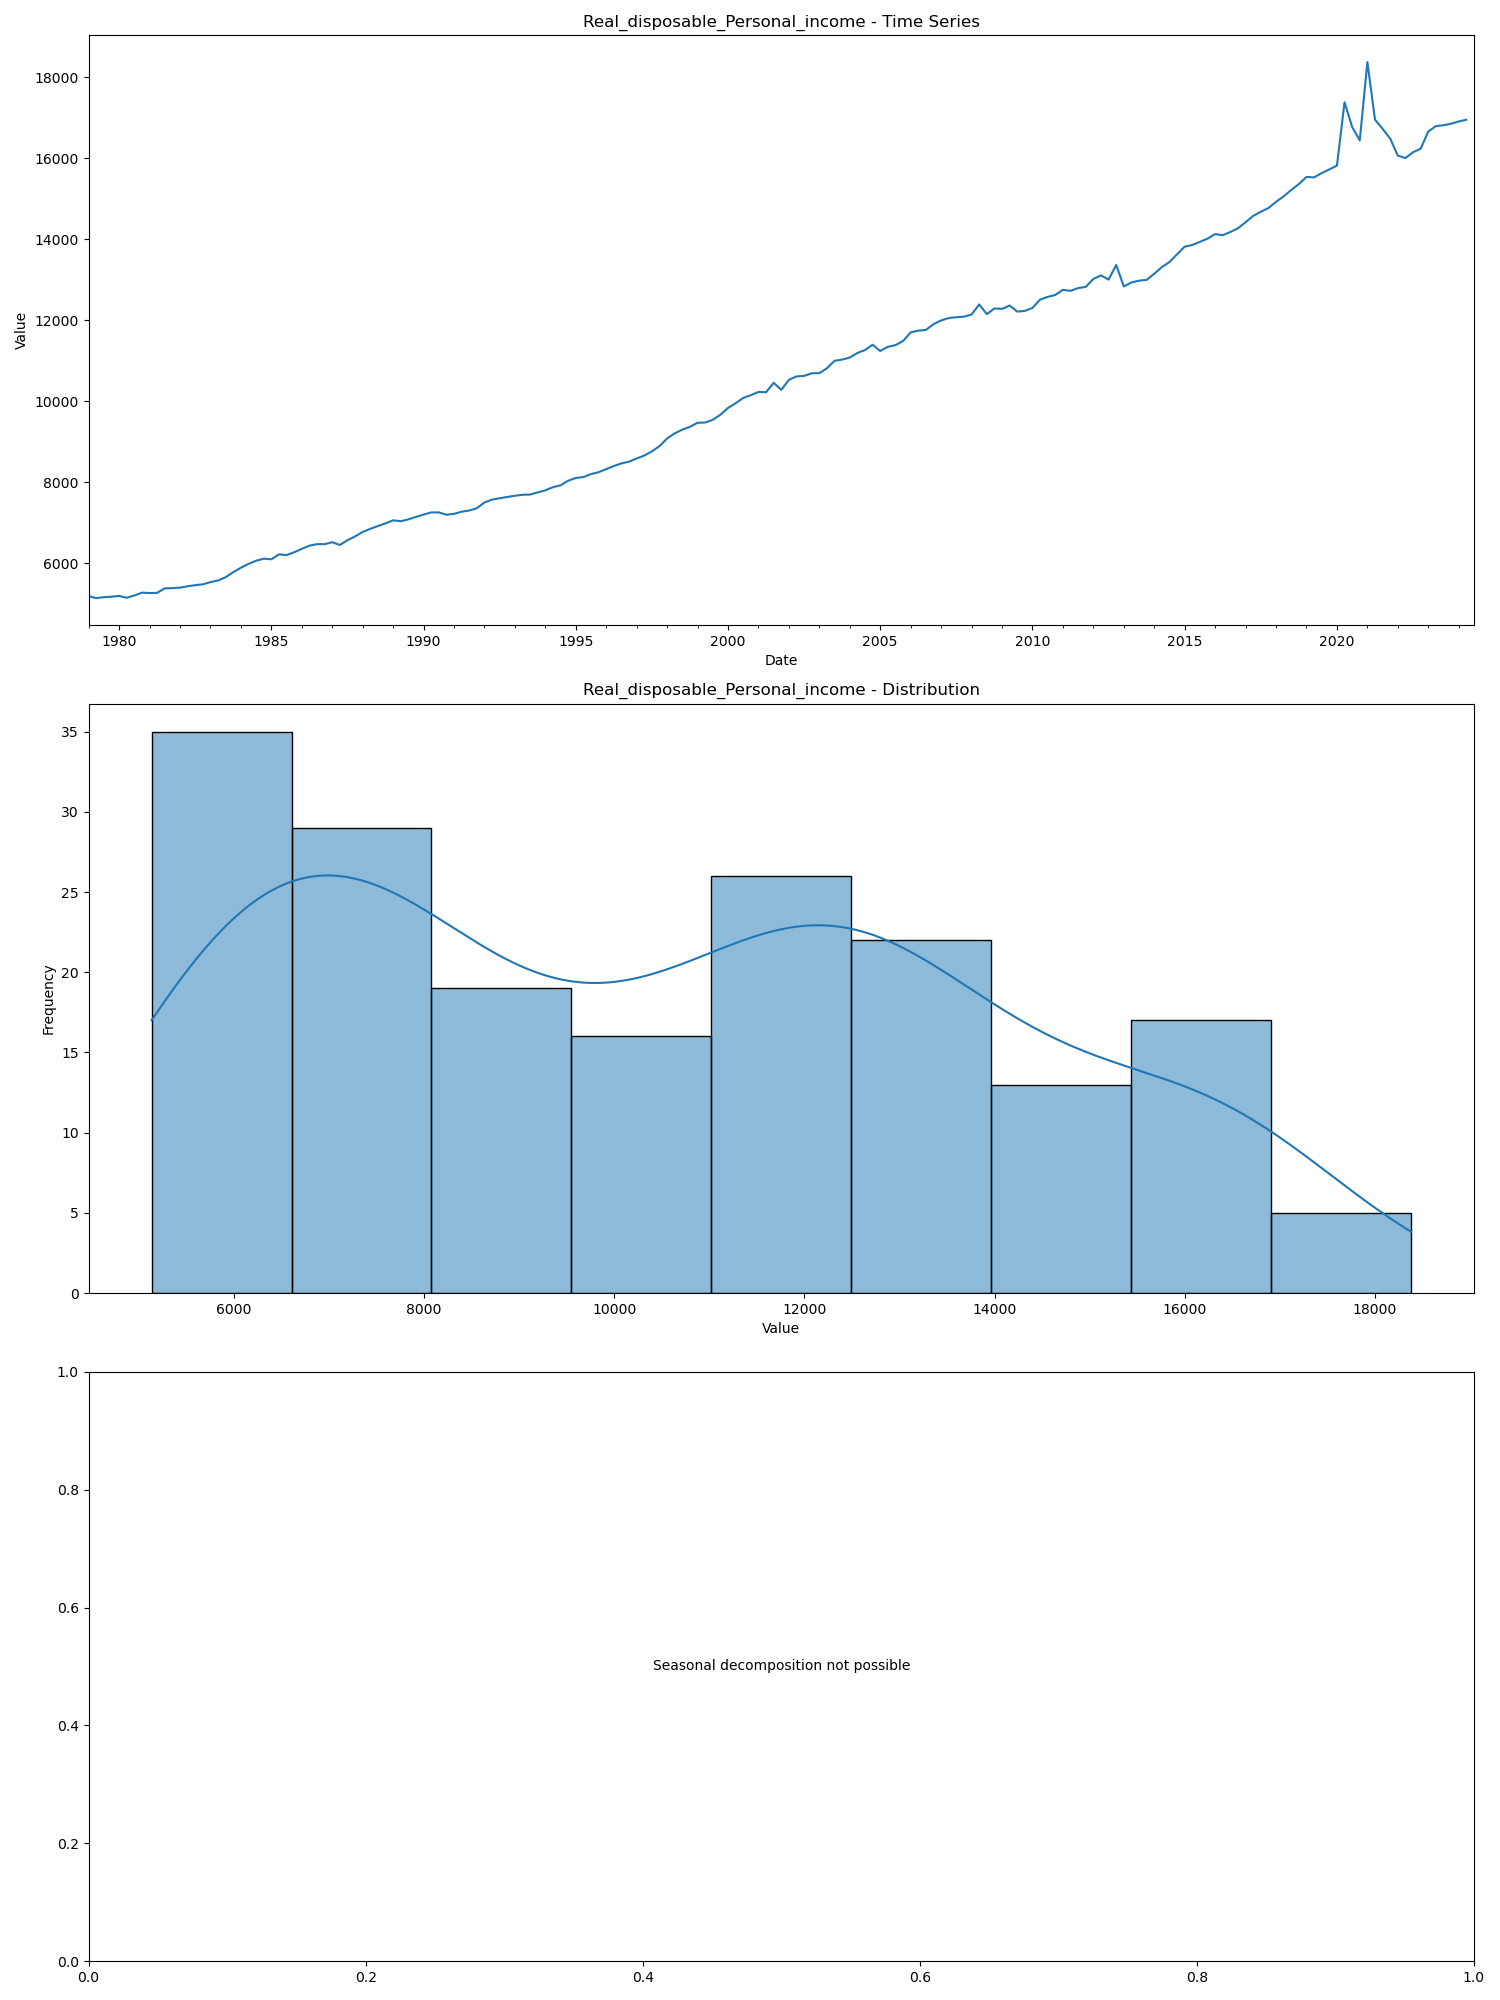 Real_disposable_Personal_income - Time Series
18000
16000
14000
12000
10000
8000
6000
Value
1980 1985 1990 1995 2000 2005 2010 2015 2020
Date
Real_disposable_Personal_income - Distribution
35
30
25
20
15
10
5
0
Frequency
6000 8000 10000 12000 14000 16000 18000
Value
1.0
0.8
0.6
Seasonal decomposition not possible
0.4
0.2
0.0
0.0 0.2 0.4 0.6 0.8 1.0